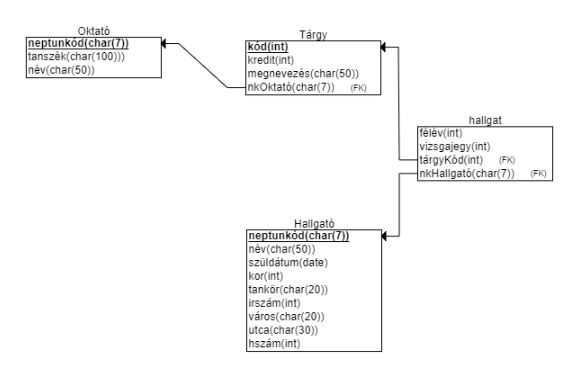 Oktató
neptunkód(char(7))
tanszék(char(100)))
név(char(50))
Tárgy
kód(int)
kredit(int)
megnevezés(char(50))
nkOktató(char(7)) (FK)
hallgat
félév(int)
vizsgajegy(int)
tárgyKód(int) (FK)
nkHallgató(char(7)) (FK)
Hallgató
neptunkód(char(7))
név(char(50))
szüldátum(date)
kor(int)
tankör(char(20))
irszám(int)
város(char(20))
utca(char(30))
hszám(int)